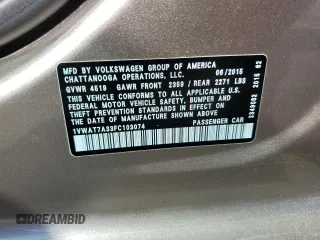 MFD. BY VOLKSWAGEN GROUP OF AMERICA
CHATTANOOGA OPERATIONS, LLC. 06/2015
GVWR 4519 GAWR FRONT 2359 / REAR 2271 LBS
THIS VEHICLE CONFORMS TO ALL APPLICABLE
FEDERAL MOTOR VEHICLE SAFETY, BUMPER AND
THEFT PREVENTION STANDARDS IN EFFECT ON THE
DATE OF MANUFACTURE SHOWN ABOVE.
1VWAT7A33FC103074 PASSENGER CAR
DREAMBID